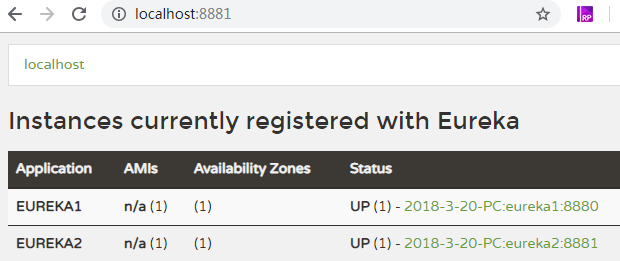 localhost:8881
RP
localhost
Instances currently registered with Eureka
Application AMIs Availability Zones Status
EUREKA1 n/a (1) (1) UP (1) - 2018-3-20-PC:eureka1:8880
EUREKA2 n/a (1) (1) UP (1) - 2018-3-20-PC:eureka2:8881